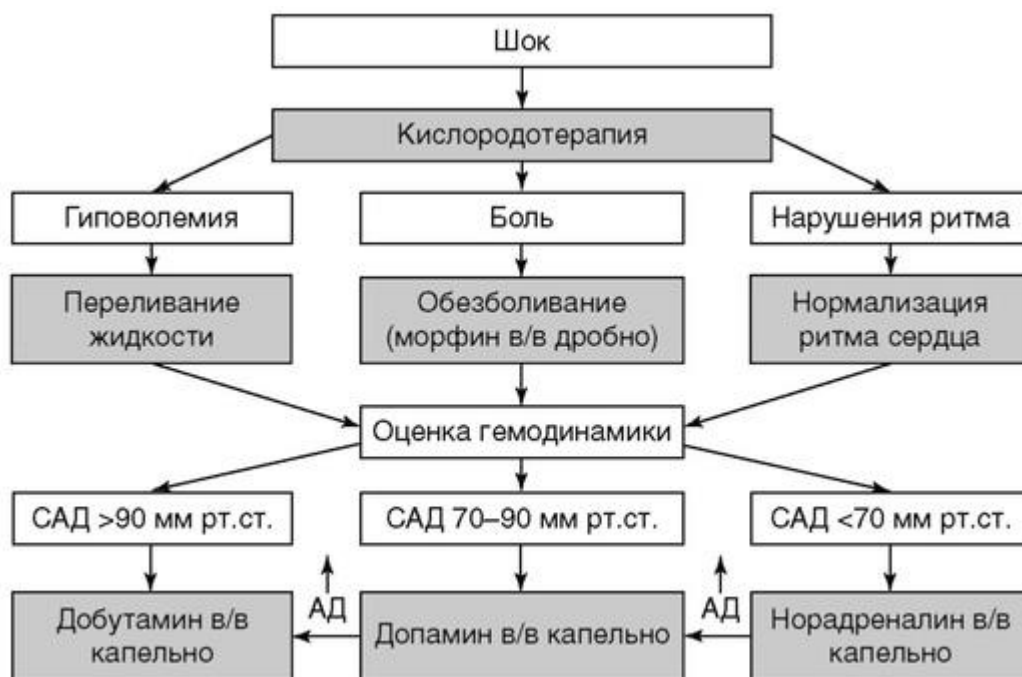 Шок
Кислородотерапия
Гиповолемия
Боль
Нарушения ритма
Переливание
жидкости
Обезболивание
(морфин в/в дробно)
Нормализация
ритма сердца
Оценка гемодинамики
САД >90 мм рт.ст.
САД 70–90 мм рт.ст.
САД <70 мм рт.ст.
Добутамин в/в
капельно
АД
Допамин в/в капельно
АД
Норадреналин в/в
капельно